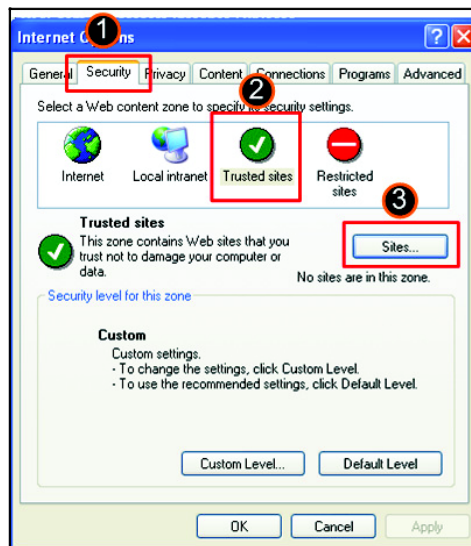 1
Internet Options
General Security Privacy Content Connections Programs Advanced
2
Select a Web content zone to specify its security settings.
Internet Local intranet Trusted sites Restricted sites
3
Trusted sites
This zone contains Web sites that you
trust not to damage your computer or
data.
Sites...
No sites are in this zone.
Security level for this zone
Custom
Custom settings.
- To change the settings, click Custom Level.
- To use the recommended settings, click Default Level.
Custom Level... Default Level
OK Cancel Apply